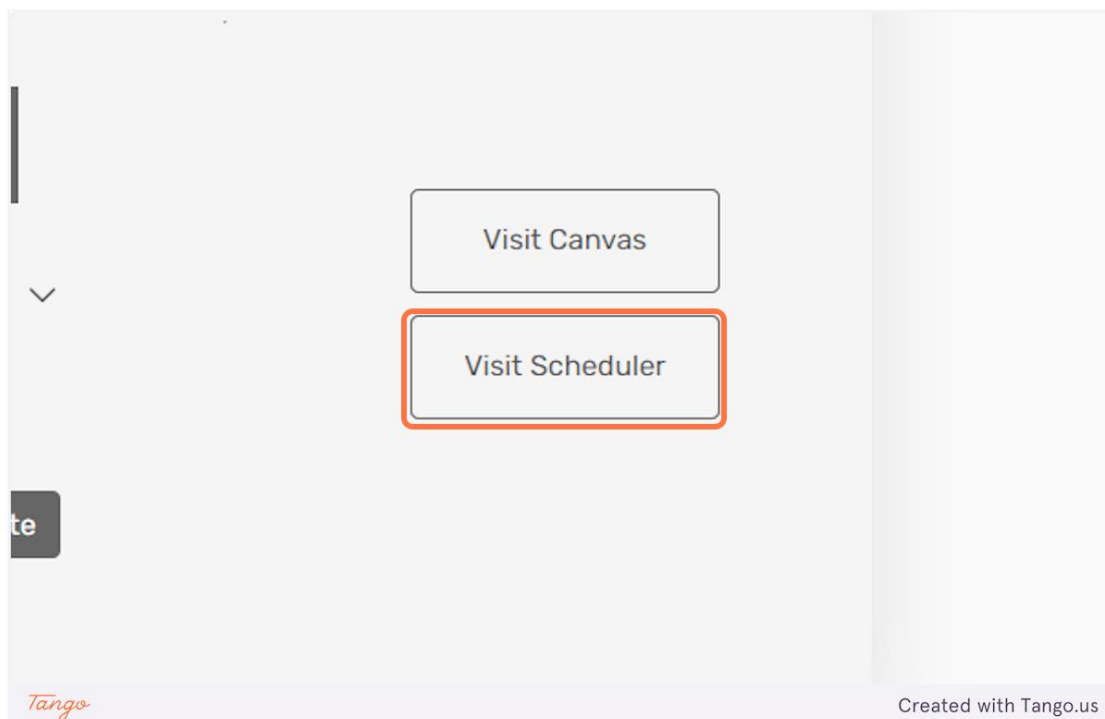 Visit Canvas
Visit Scheduler
te
Tango
Created with Tango.us